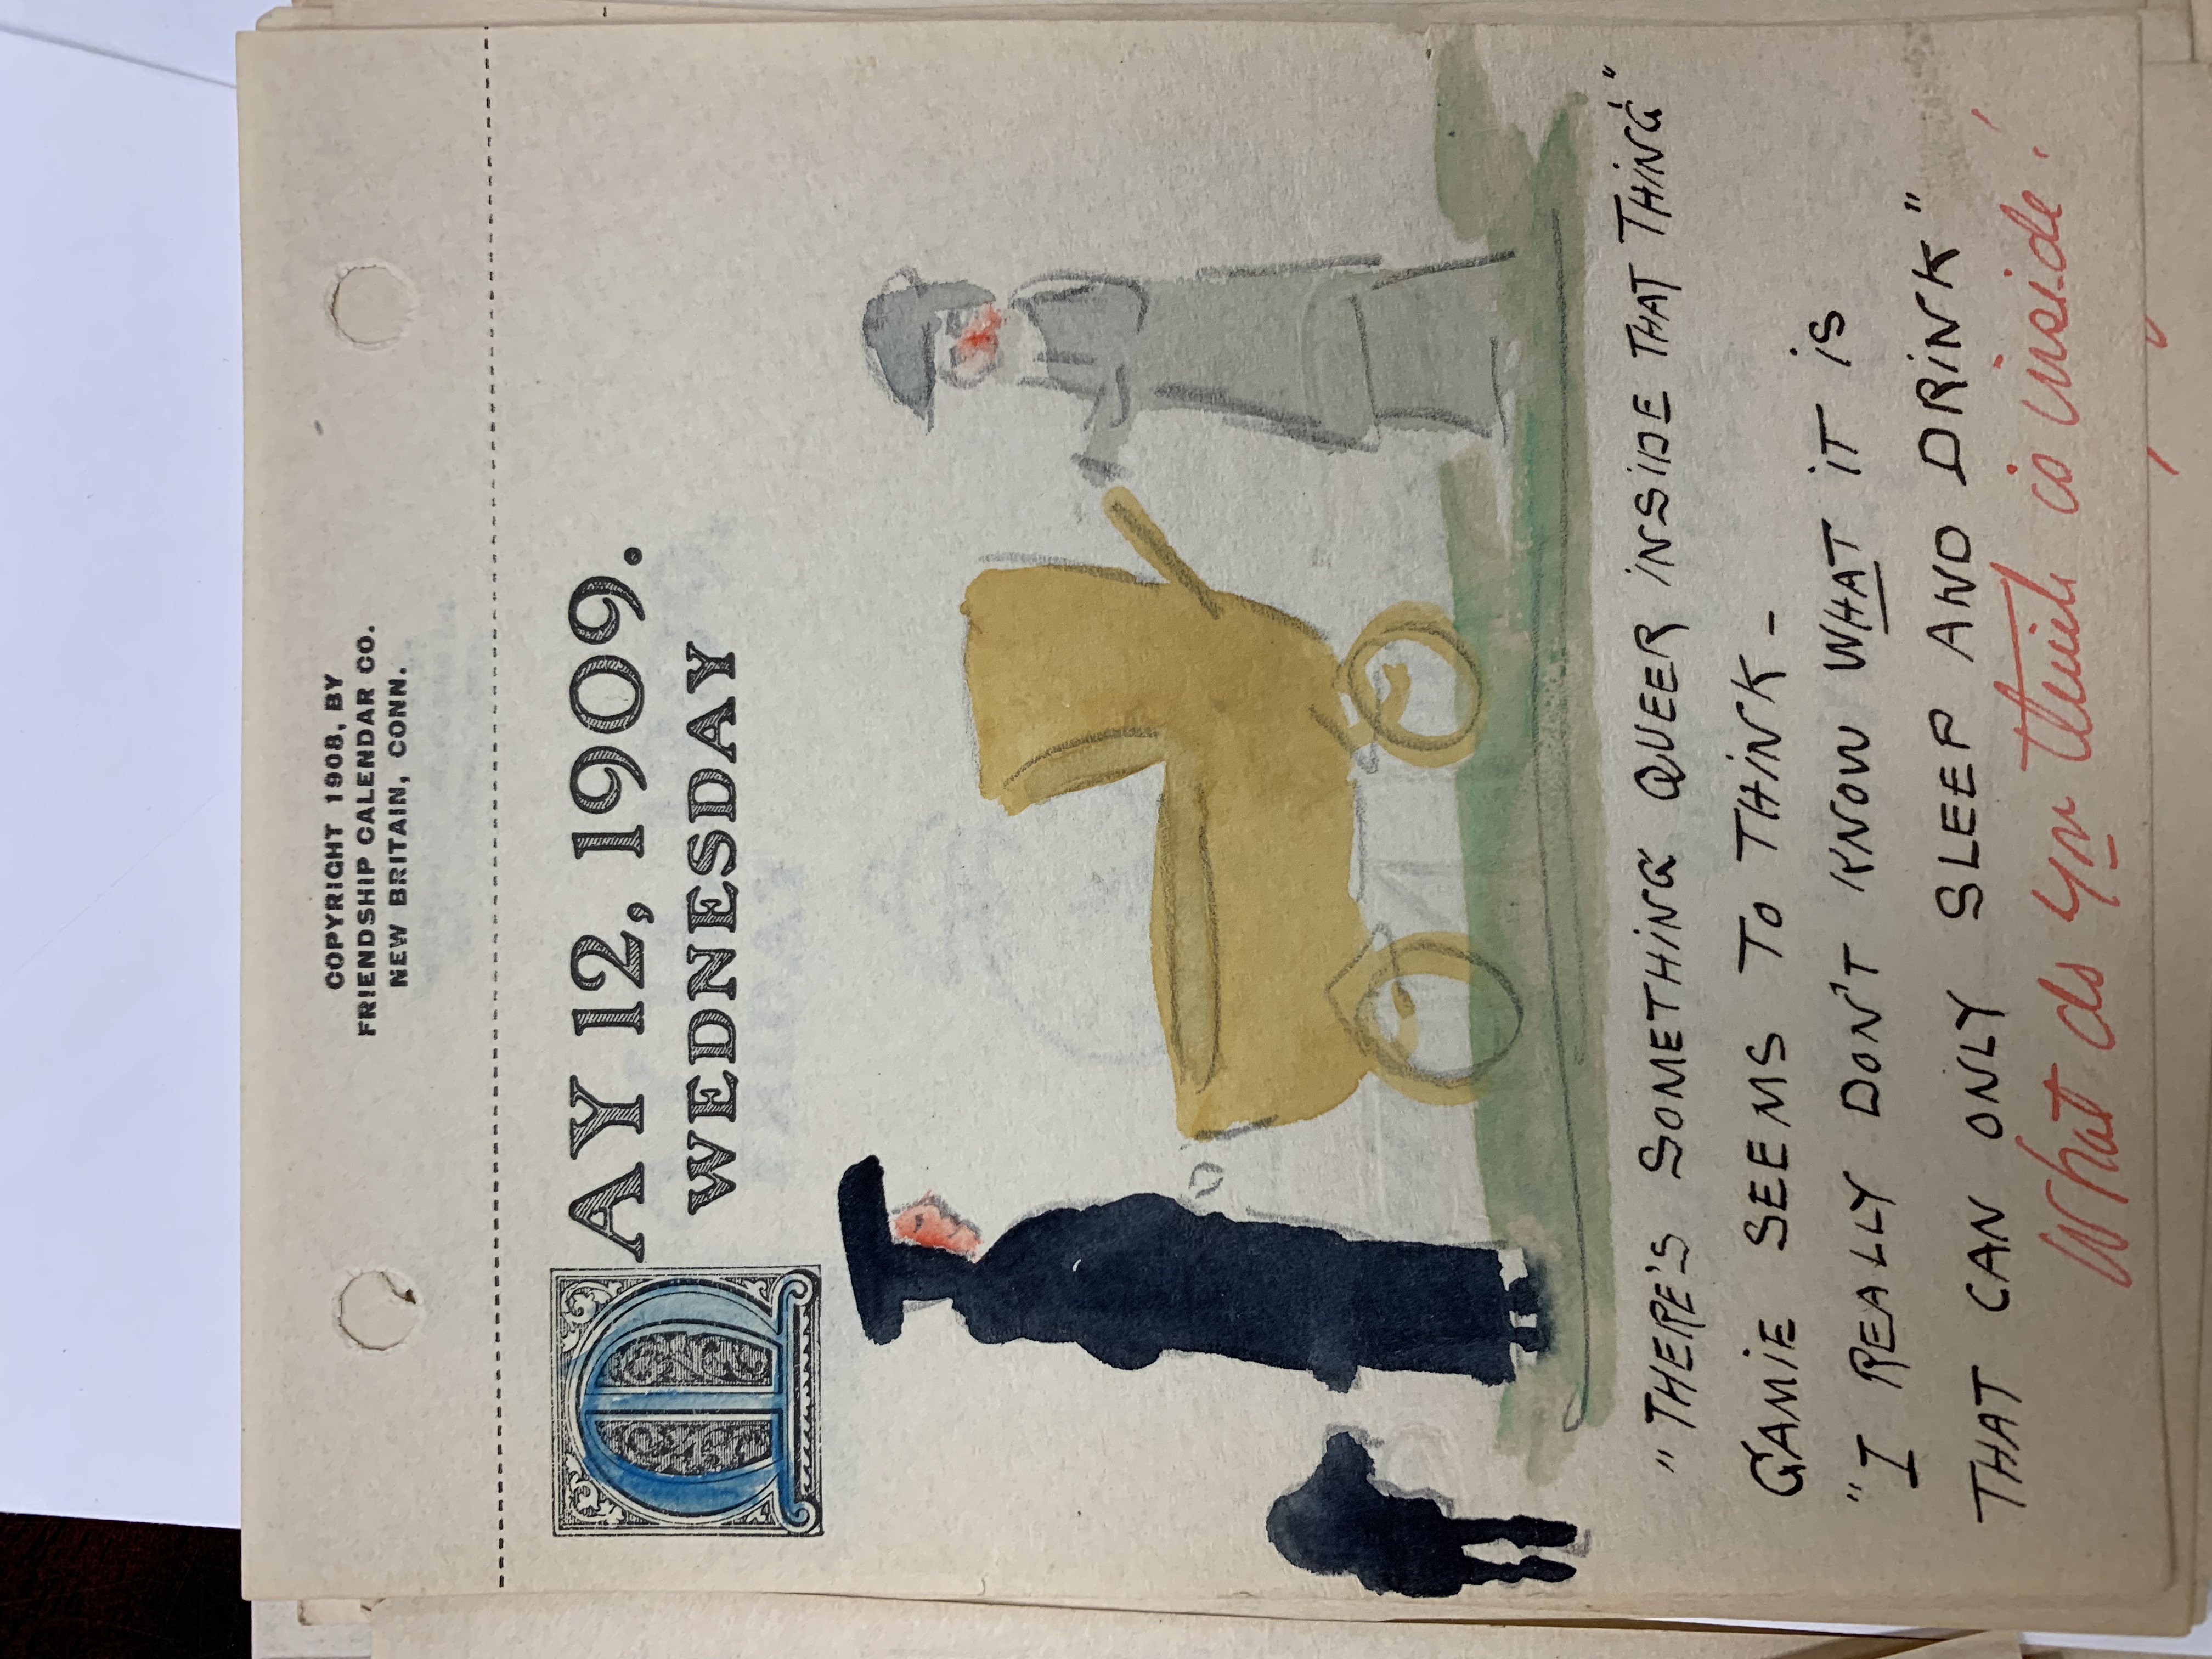 COPYRIGHT 1908, BY
FRIENDSHIP CALENDAR CO.
NEW BRITAIN, CONN.
MAY 12, 1909.
WEDNESDAY
"THERE'S SOMETHING QUEER INSIDE THAT THING"
GAMIE SEEMS TO THINK -
"I REALLY DON'T KNOW WHAT IT IS
THAT CAN ONLY SLEEP AND DRINK"
What do you think is inside!